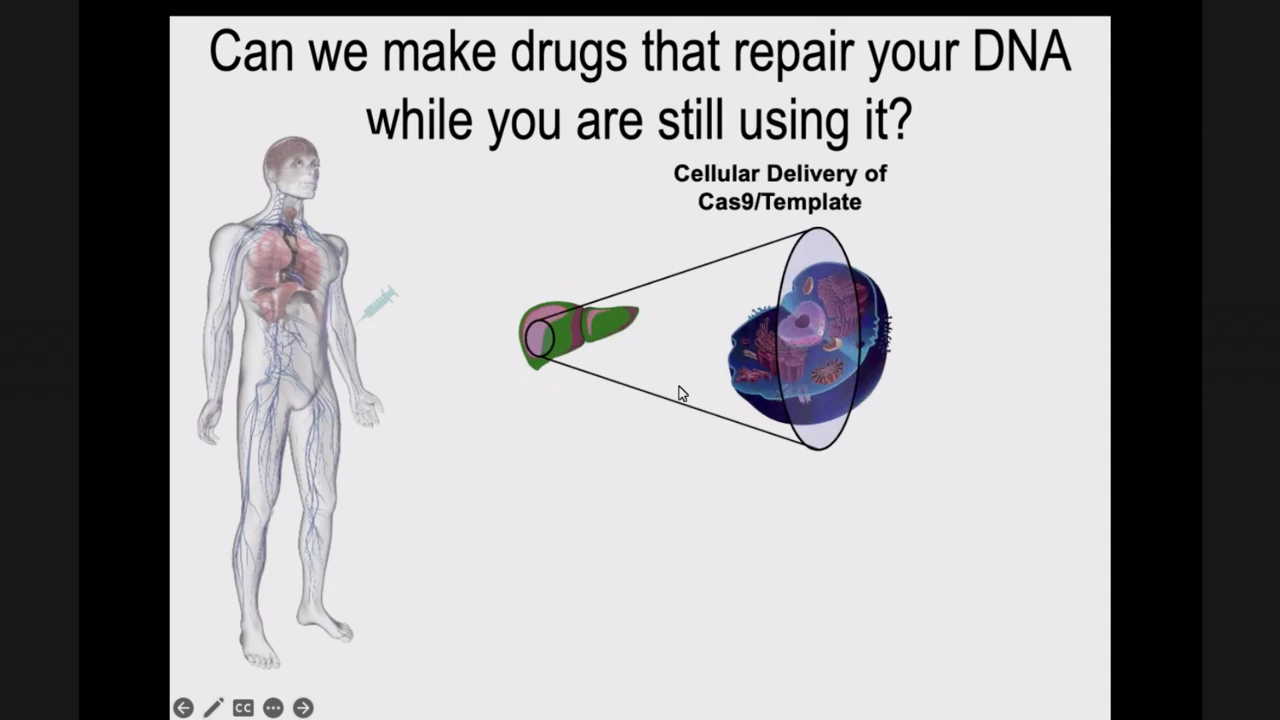 Can we make drugs that repair your DNA
while you are still using it?
Cellular Delivery of
Cas9/Template
CC